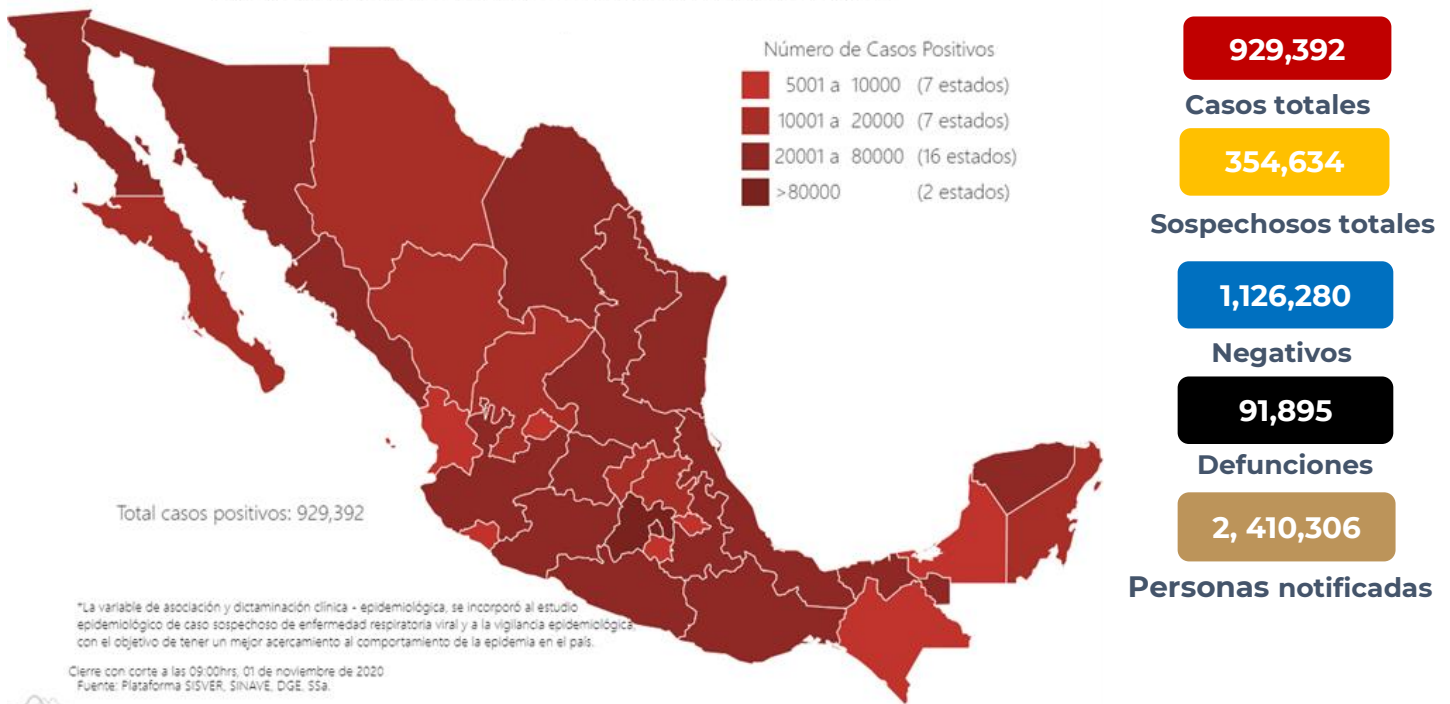 Número de Casos Positivos
5001 a 10000 (7 estados)
10001 a 20000 (7 estados)
20001 a 80000 (16 estados)
>80000 (2 estados)
929,392
Casos totales
354,634
Sospechosos totales
1,126,280
Negativos
91,895
Defunciones
2, 410,306
Personas notificadas
Total casos positivos: 929,392
*La variable de asociación y dictaminación clínica - epidemiológica, se incorporó al estudio
epidemiológico de caso sospechoso de enfermedad respiratoria viral y a la vigilancia epidemiológica,
con el objetivo de tener un mejor acercamiento al comportamiento de la epidemia en el país.
Cierre con corte a las 09:00hrs, 01 de noviembre de 2020
Fuente: Plataforma SISVER, SINAVE, DGE, SSa.